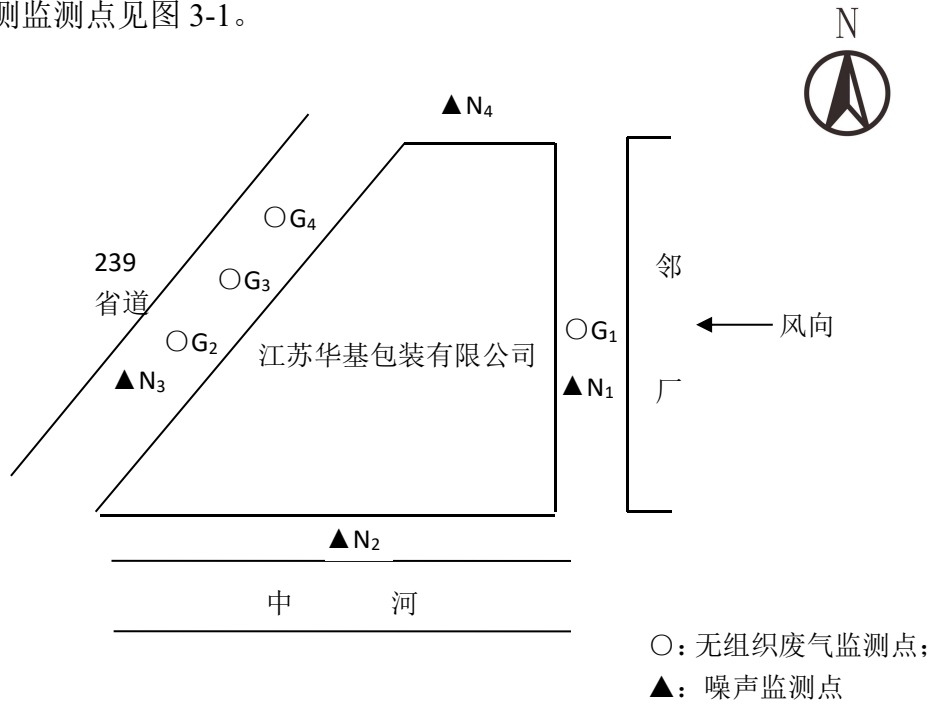 测监测点见图 3-1。
N
▲N₄
○G₄
239
省道
○G₃
邻
○G₁
风向
○G₂
江苏华基包装有限公司
▲N₃
▲N₁
厂
▲N₂
中 河
○：无组织废气监测点；
▲：噪声监测点